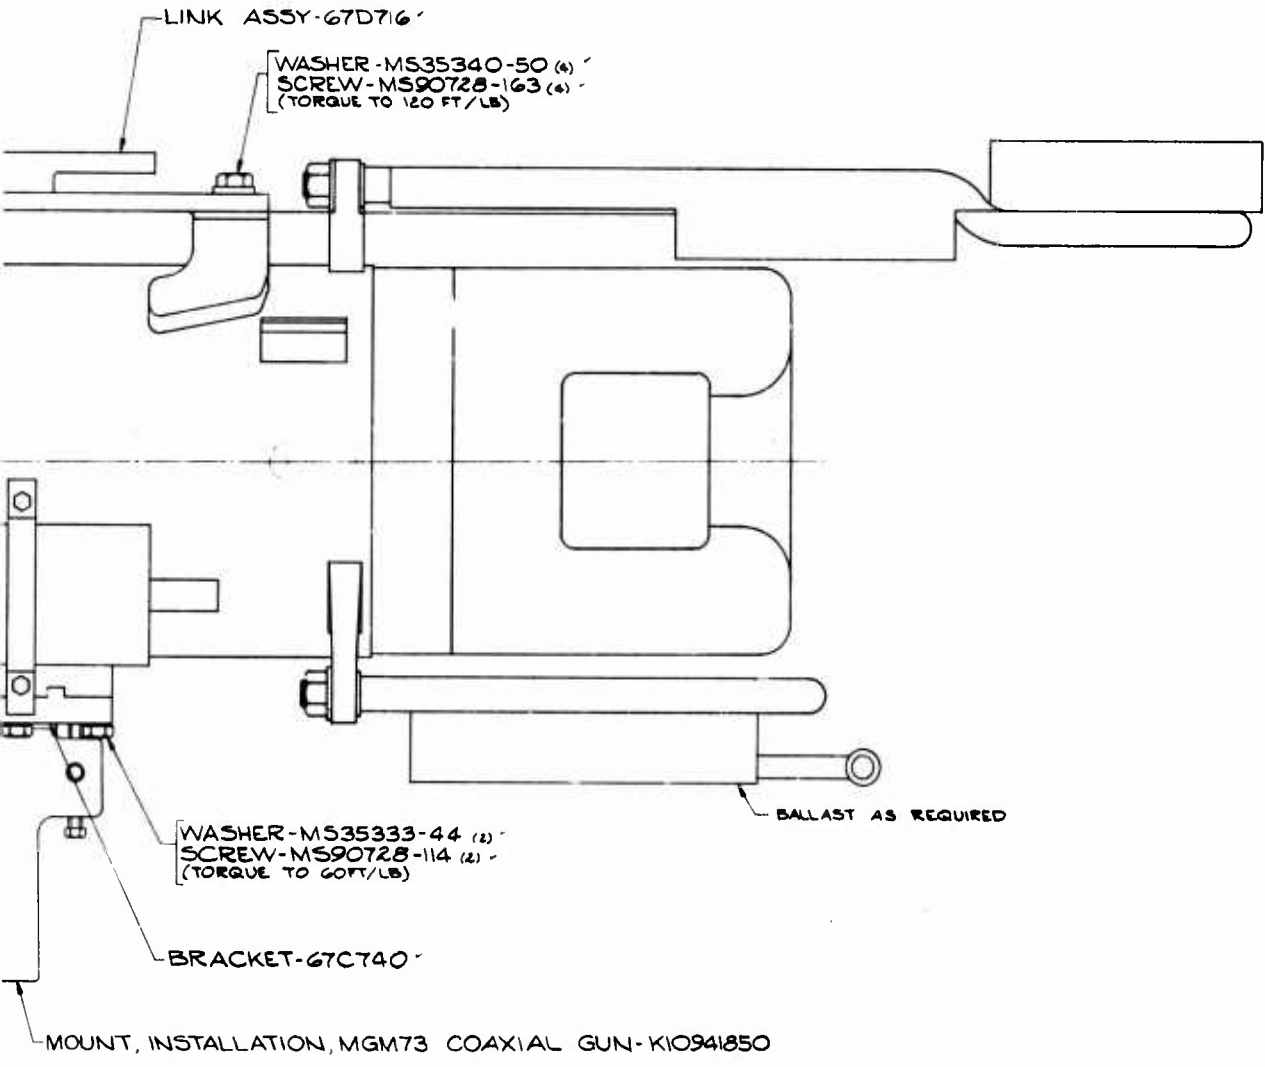 LINK ASSY-67D716
WASHER-MS35340-50 (4)
SCREW-MS90728-163 (4)
(TORQUE TO 120 FT/LB)
BALLAST AS REQUIRED
WASHER-MS35333-44 (2)
SCREW-MS90728-114 (2)
(TORQUE TO 60FT/LB)
BRACKET-67C740
MOUNT, INSTALLATION, MGM73 COAXIAL GUN-K10941850